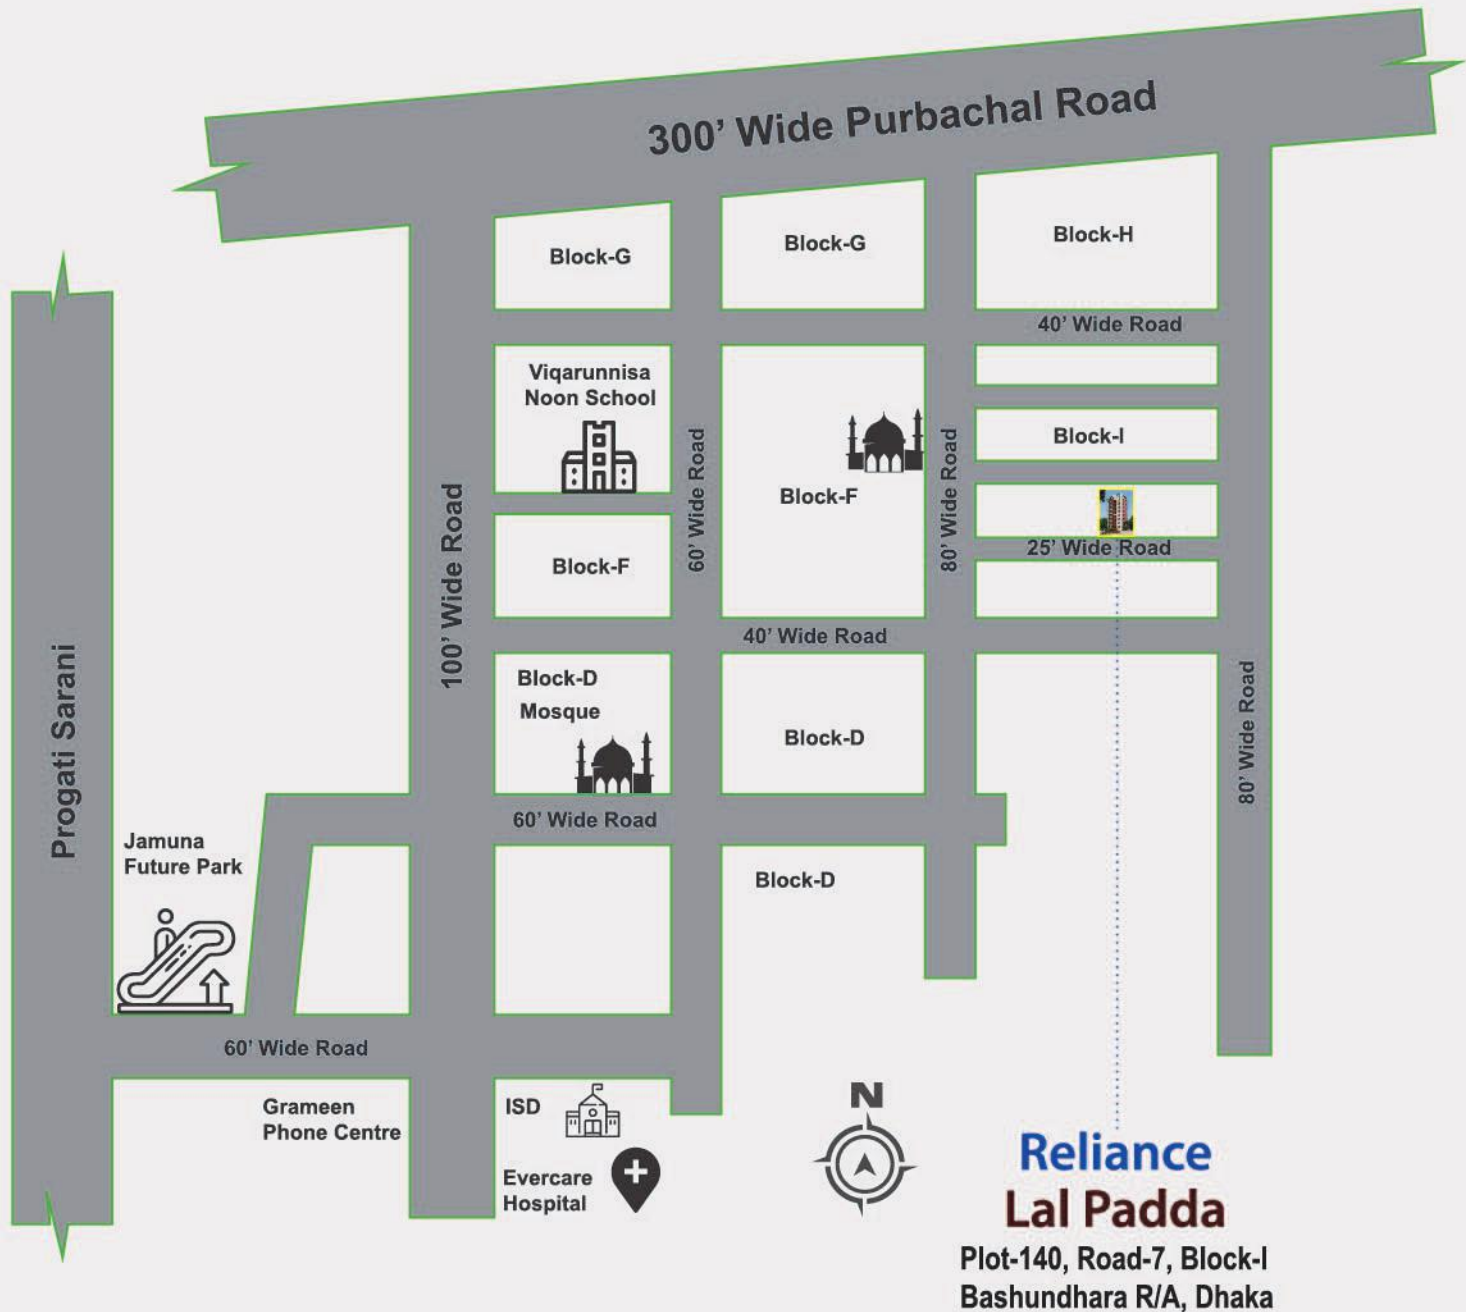 300’ Wide Purbachal Road
Block-G
Block-G
Block-H
40’ Wide Road
Viqarunnisa
Noon School
Block-I
Block-F
60’ Wide Road
80’ Wide Road
100’ Wide Road
25’ Wide Road
Block-F
40’ Wide Road
Progati Sarani
Block-D
Mosque
Block-D
80’ Wide Road
60’ Wide Road
Jamuna
Future Park
Block-D
60’ Wide Road
Grameen
Phone Centre
ISD
Evercare
Hospital
N
Reliance
Lal Padda
Plot-140, Road-7, Block-I
Bashundhara R/A, Dhaka